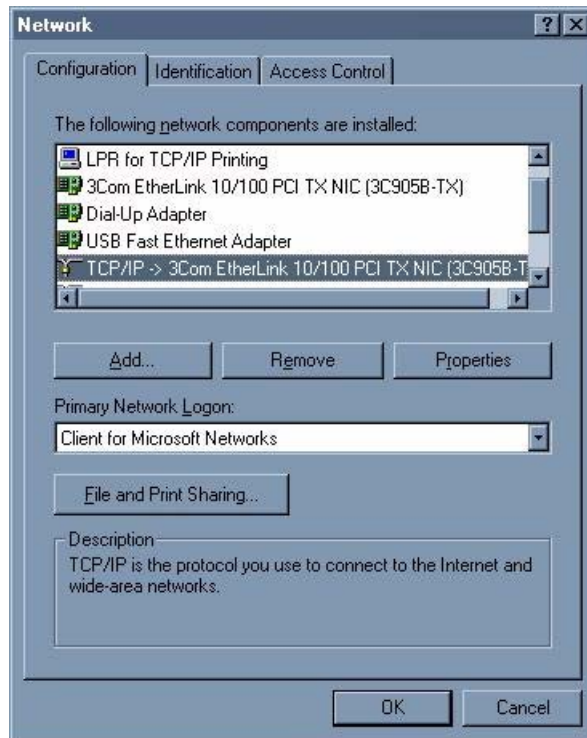 Network
Configuration Identification Access Control
The following network components are installed:
LPR for TCP/IP Printing
3Com EtherLink 10/100 PCI TX NIC (3C905B-TX)
Dial-Up Adapter
USB Fast Ethernet Adapter
TCP/IP -> 3Com EtherLink 10/100 PCI TX NIC (3C905B-T
Add... Remove Properties
Primary Network Logon:
Client for Microsoft Networks
File and Print Sharing...
Description
TCP/IP is the protocol you use to connect to the Internet and
wide-area networks.
OK Cancel